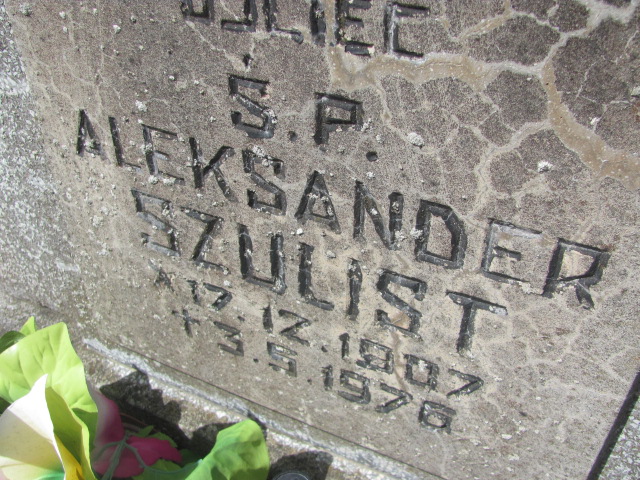 Ś.P.
ALEKSANDER
SZULIST
* 17. 12. 1907
+ 3. 5. 1976